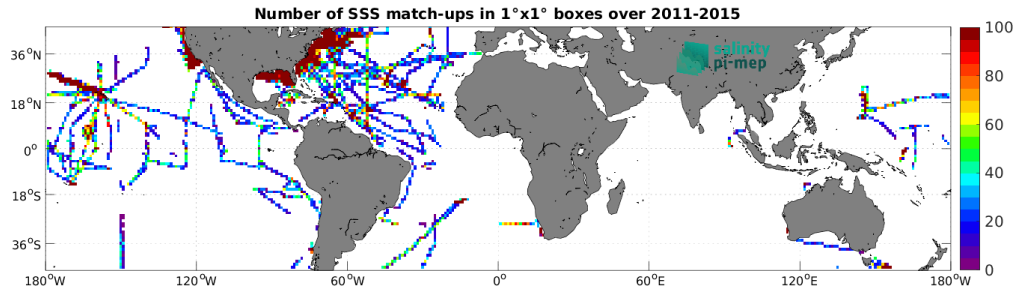 Number of SSS match-ups in 1°x1° boxes over 2011-2015
salinity
pi-mep
36°N
18°N
0°
18°S
36°S
180°W 120°W 60°W 0° 60°E 120°E 180°W
100
80
60
40
20
0